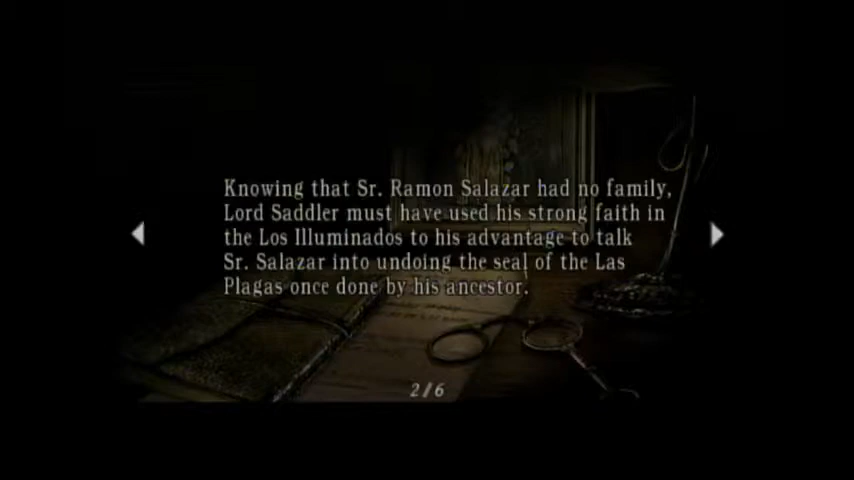 Knowing that Sr. Ramon Salazar had no family,
Lord Saddler must have used his strong faith in
the Los Illuminados to his advantage to talk
Sr. Salazar into undoing the seal of the Las
Plagas once done by his ancestor.
2/6